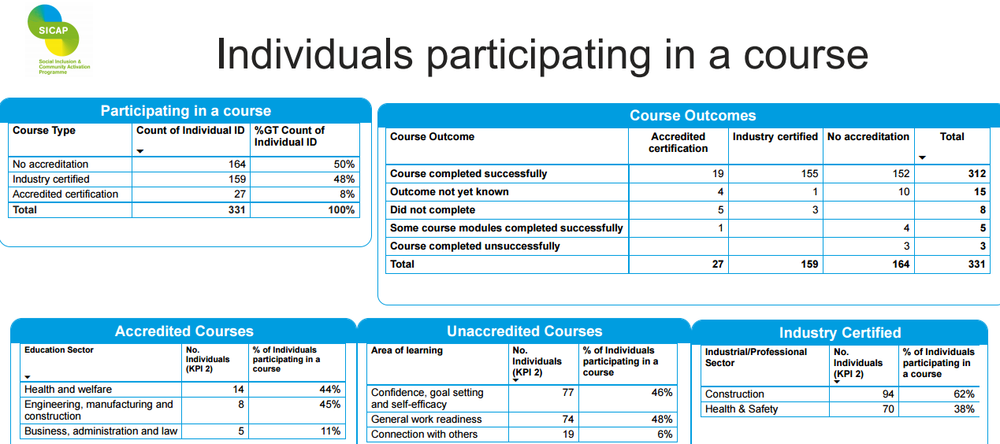 SICAP
Social Inclusion &
Community Activation
Programme
Individuals participating in a course
Participating in a course
Course Type Count of Individual ID %GT Count of
Individual ID
No accreditation 164 50%
Industry certified 159 48%
Accredited certification 27 8%
Total 331 100%
Course Outcomes
Course Outcome Accredited Industry certified No accreditation Total
certification
Course completed successfully 19 155 152 312
Outcome not yet known 4 1 10 15
Did not complete 5 3 8
Some course modules completed successfully 1 4 5
Course completed unsuccessfully 3 3
Total 27 159 164 331
Accredited Courses
Education Sector No. % of Individuals
Individuals participating in a
(KPI 2) course
Health and welfare 14 44%
Engineering, manufacturing and 8 45%
construction
Business, administration and law 5 11%
Unaccredited Courses
Area of learning No. % of Individuals
Individuals participating in a
(KPI 2) course
Confidence, goal setting 77 46%
and self-efficacy
General work readiness 74 48%
Connection with others 19 6%
Industry Certified
Industrial/Professional No. % of Individuals
Sector Individuals participating in
(KPI 2) a course
Construction 94 62%
Health & Safety 70 38%